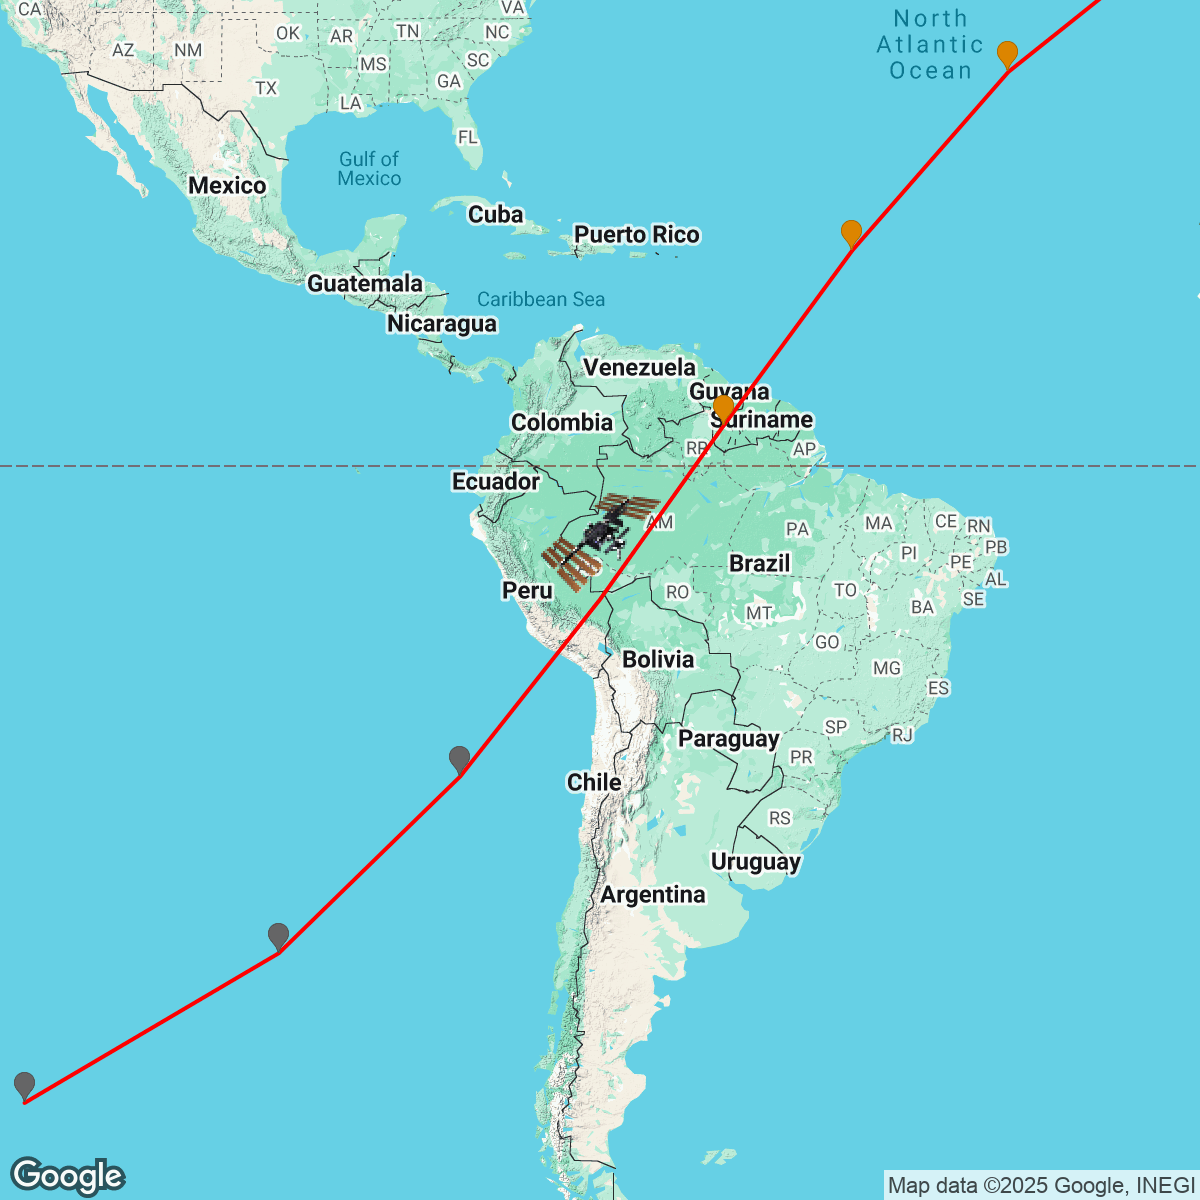 CA
VA
North
Atlantic
Ocean
OK
AR
TN
NC
AZ
NM
MS
SC
GA
TX
LA
FL
Gulf of
Mexico
Mexico
Cuba
Puerto Rico
Guatemala
Caribbean Sea
Nicaragua
Venezuela
Guyana
Colombia
Suriname
RR
AP
Ecuador
AM
PA
MA
CE
RN
PB
PI
PE
Brazil
AL
Peru
RO
TO
SE
MT
BA
GO
Bolivia
MG
ES
SP
RJ
Paraguay
PR
Chile
RS
Uruguay
Argentina
Google
Map data ©2025 Google, INEGI